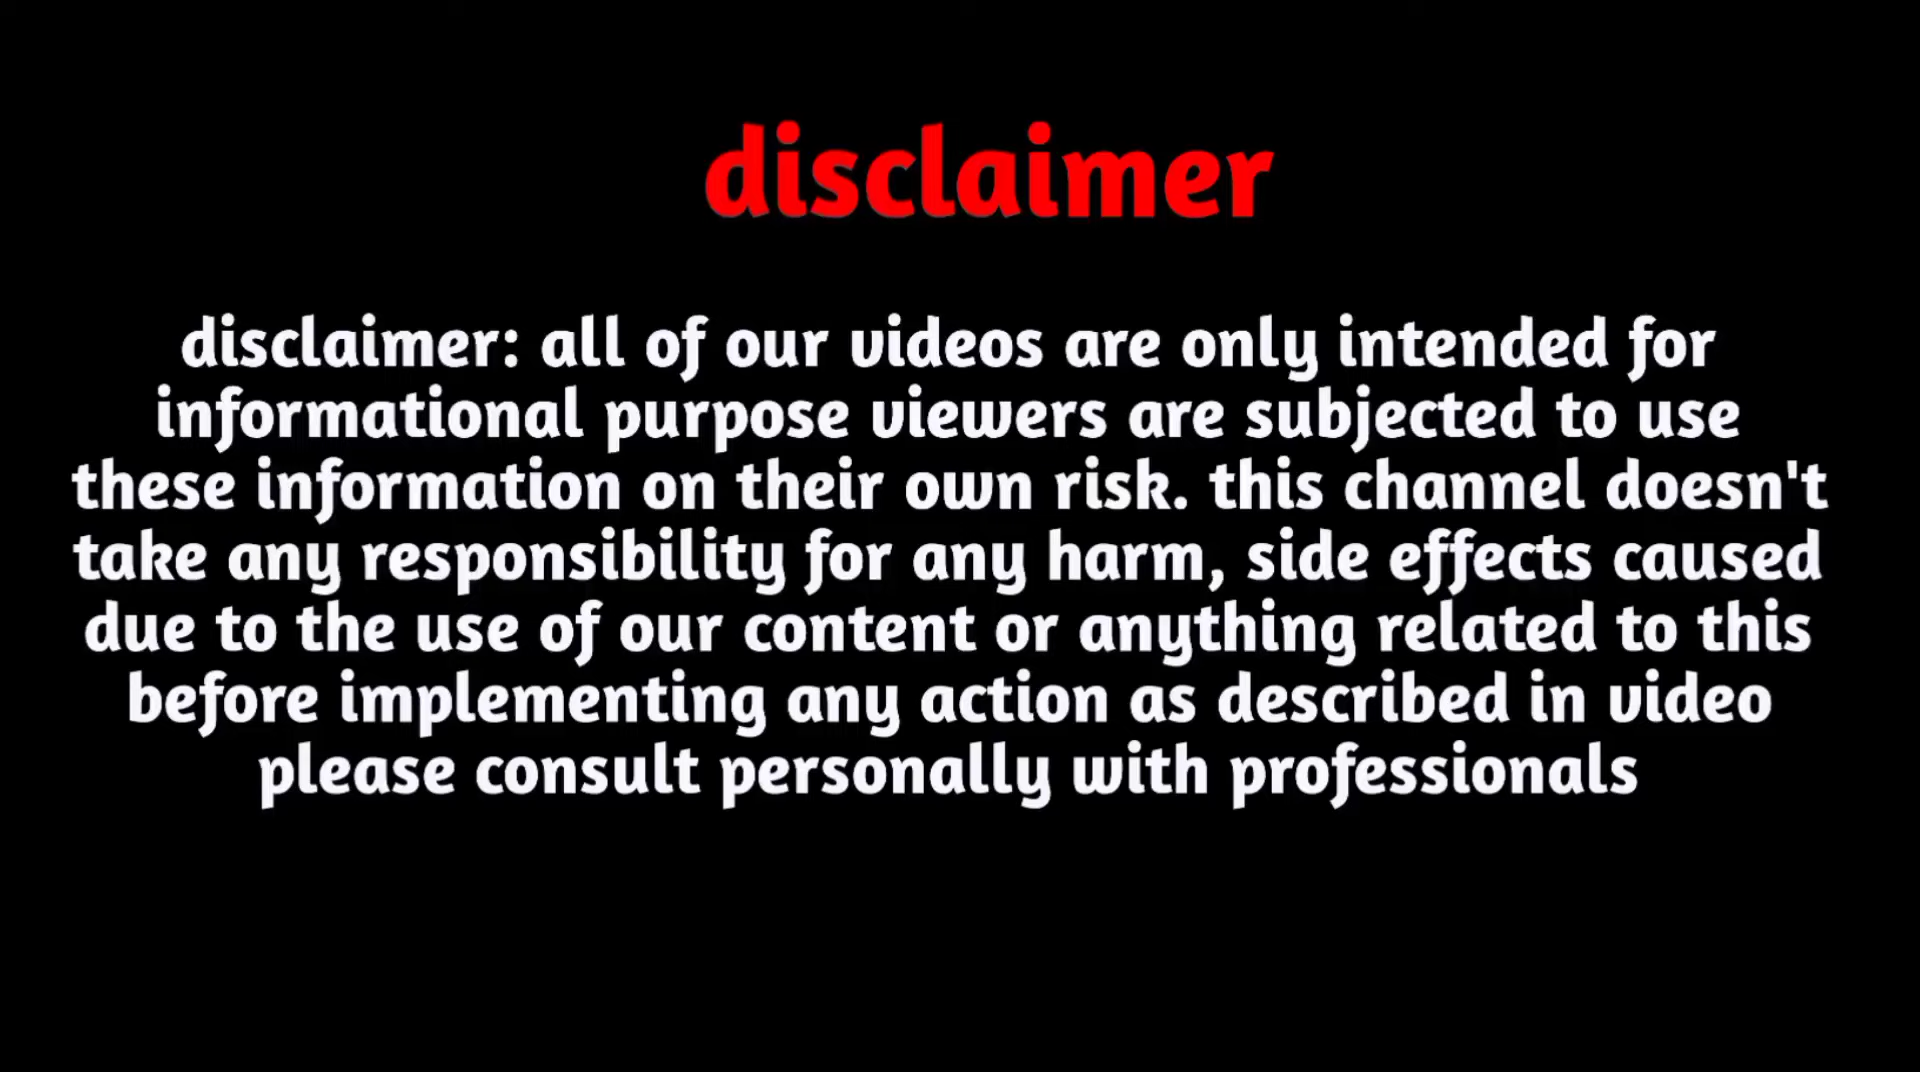 disclaimer
disclaimer: all of our videos are only intended for
informational purpose viewers are subjected to use
these information on their own risk. this channel doesn't
take any responsibility for any harm, side effects caused
due to the use of our content or anything related to this
before implementing any action as described in video
please consult personally with professionals